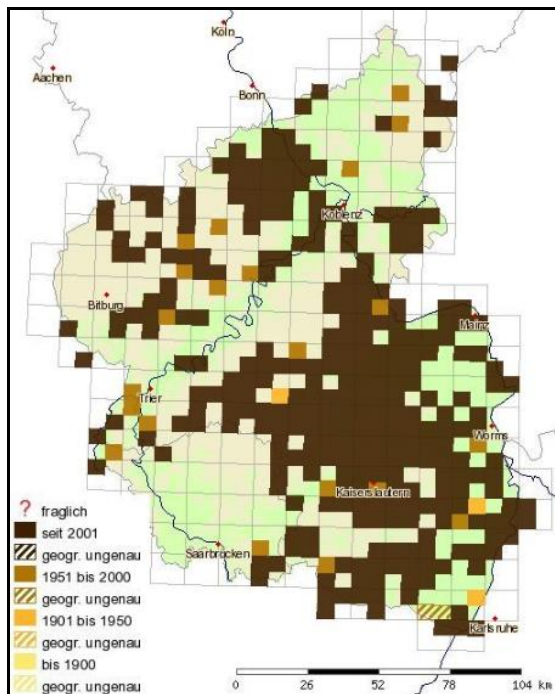 Köln
Aachen
Bonn
Koblenz
Bitburg
Mainz
Trier
Worms
Kaiserslautern
Saarbrücken
Karlsruhe
? fraglich
seit 2001
geogr. ungenau
1951 bis 2000
geogr. ungenau
1901 bis 1950
geogr. ungenau
bis 1900
geogr. ungenau
0 26 52 78 104 km